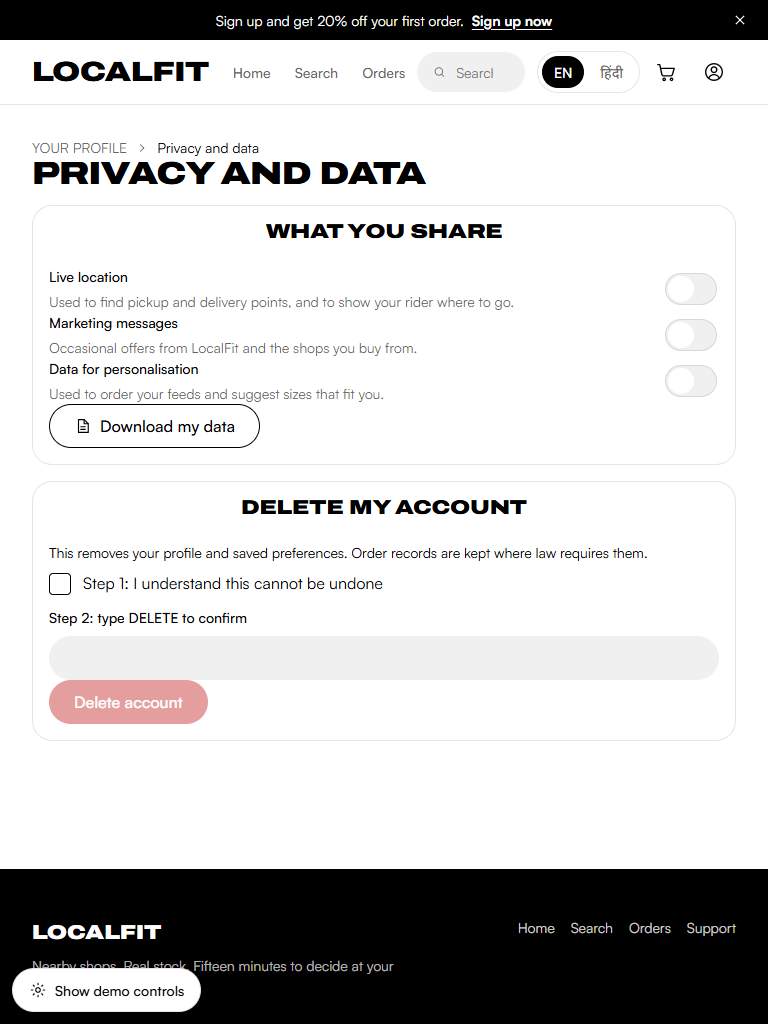 Sign up and get 20% off your first order. Sign up now
LOCALFIT Home Search Orders Search EN हिंदी
YOUR PROFILE > Privacy and data
PRIVACY AND DATA
WHAT YOU SHARE
Live location
Used to find pickup and delivery points, and to show your rider where to go.
Marketing messages
Occasional offers from LocalFit and the shops you buy from.
Data for personalisation
Used to order your feeds and suggest sizes that fit you.
Download my data
DELETE MY ACCOUNT
This removes your profile and saved preferences. Order records are kept where law requires them.
Step 1: I understand this cannot be undone
Step 2: type DELETE to confirm
Delete account
LOCALFIT Home Search Orders Support
Nearby shops. Real stock. Fifteen minutes to decide at your
Show demo controls